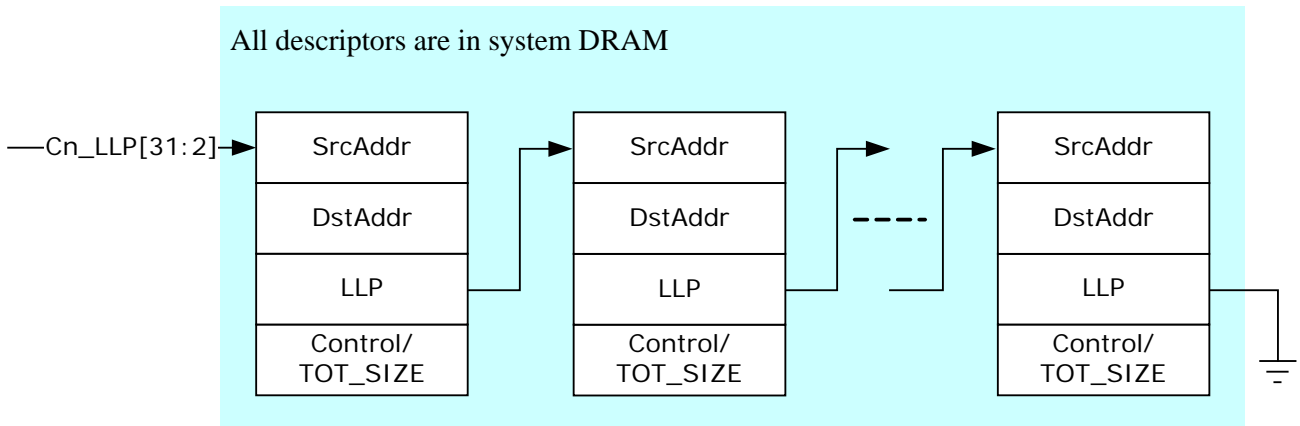 All descriptors are in system DRAM
Cn_LLP[31:2]
SrcAddr
DstAddr
LLP
Control/
TOT_SIZE
SrcAddr
DstAddr
LLP
Control/
TOT_SIZE
SrcAddr
DstAddr
LLP
Control/
TOT_SIZE